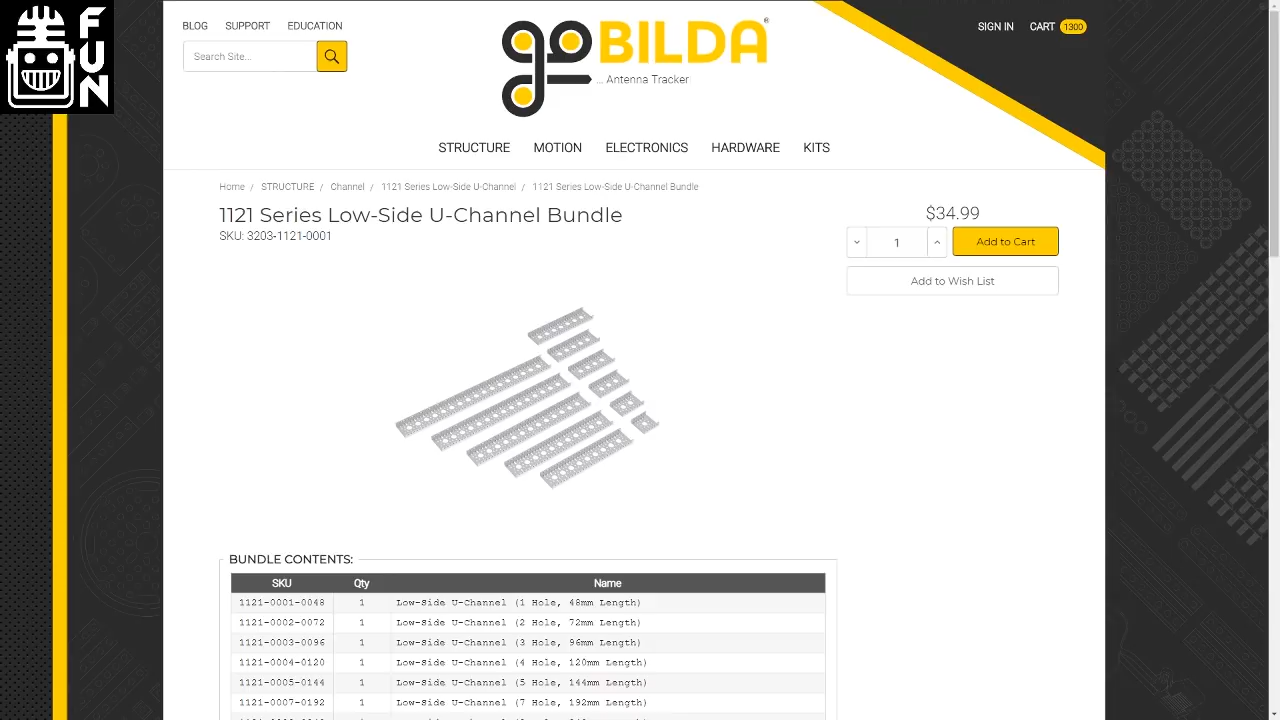 FUN
BLOG SUPPORT EDUCATION
Search Site...
goBILDA®
... Antenna Tracker
SIGN IN CART 1300
STRUCTURE MOTION ELECTRONICS HARDWARE KITS
Home / STRUCTURE / Channel / 1121 Series Low-Side U-Channel / 1121 Series Low-Side U-Channel Bundle
1121 Series Low-Side U-Channel Bundle
SKU: 3203-1121-0001
$34.99
1
Add to Cart
Add to Wish List
BUNDLE CONTENTS:
SKU Qty Name
1121-0001-0048 1 Low-Side U-Channel (1 Hole, 48mm Length)
1121-0002-0072 1 Low-Side U-Channel (2 Hole, 72mm Length)
1121-0003-0096 1 Low-Side U-Channel (3 Hole, 96mm Length)
1121-0004-0120 1 Low-Side U-Channel (4 Hole, 120mm Length)
1121-0005-0144 1 Low-Side U-Channel (5 Hole, 144mm Length)
1121-0007-0192 1 Low-Side U-Channel (7 Hole, 192mm Length)